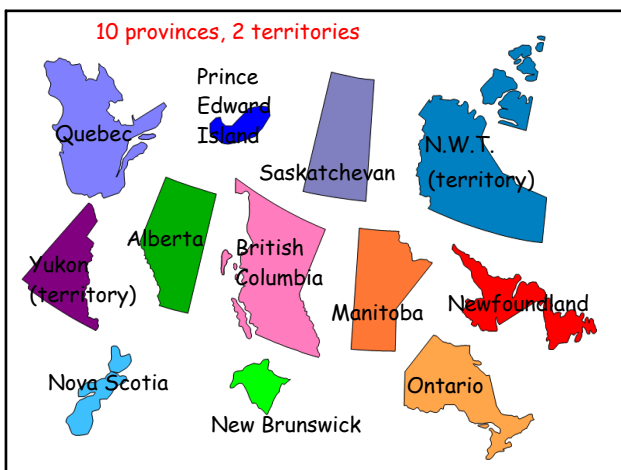 10 provinces, 2 territories
Prince
Edward
Island
Quebec
Saskatchevan
N.W.T.
(territory)
Yukon
(territory)
Alberta
British
Columbia
Manitoba
Newfoundland
Nova Scotia
New Brunswick
Ontario